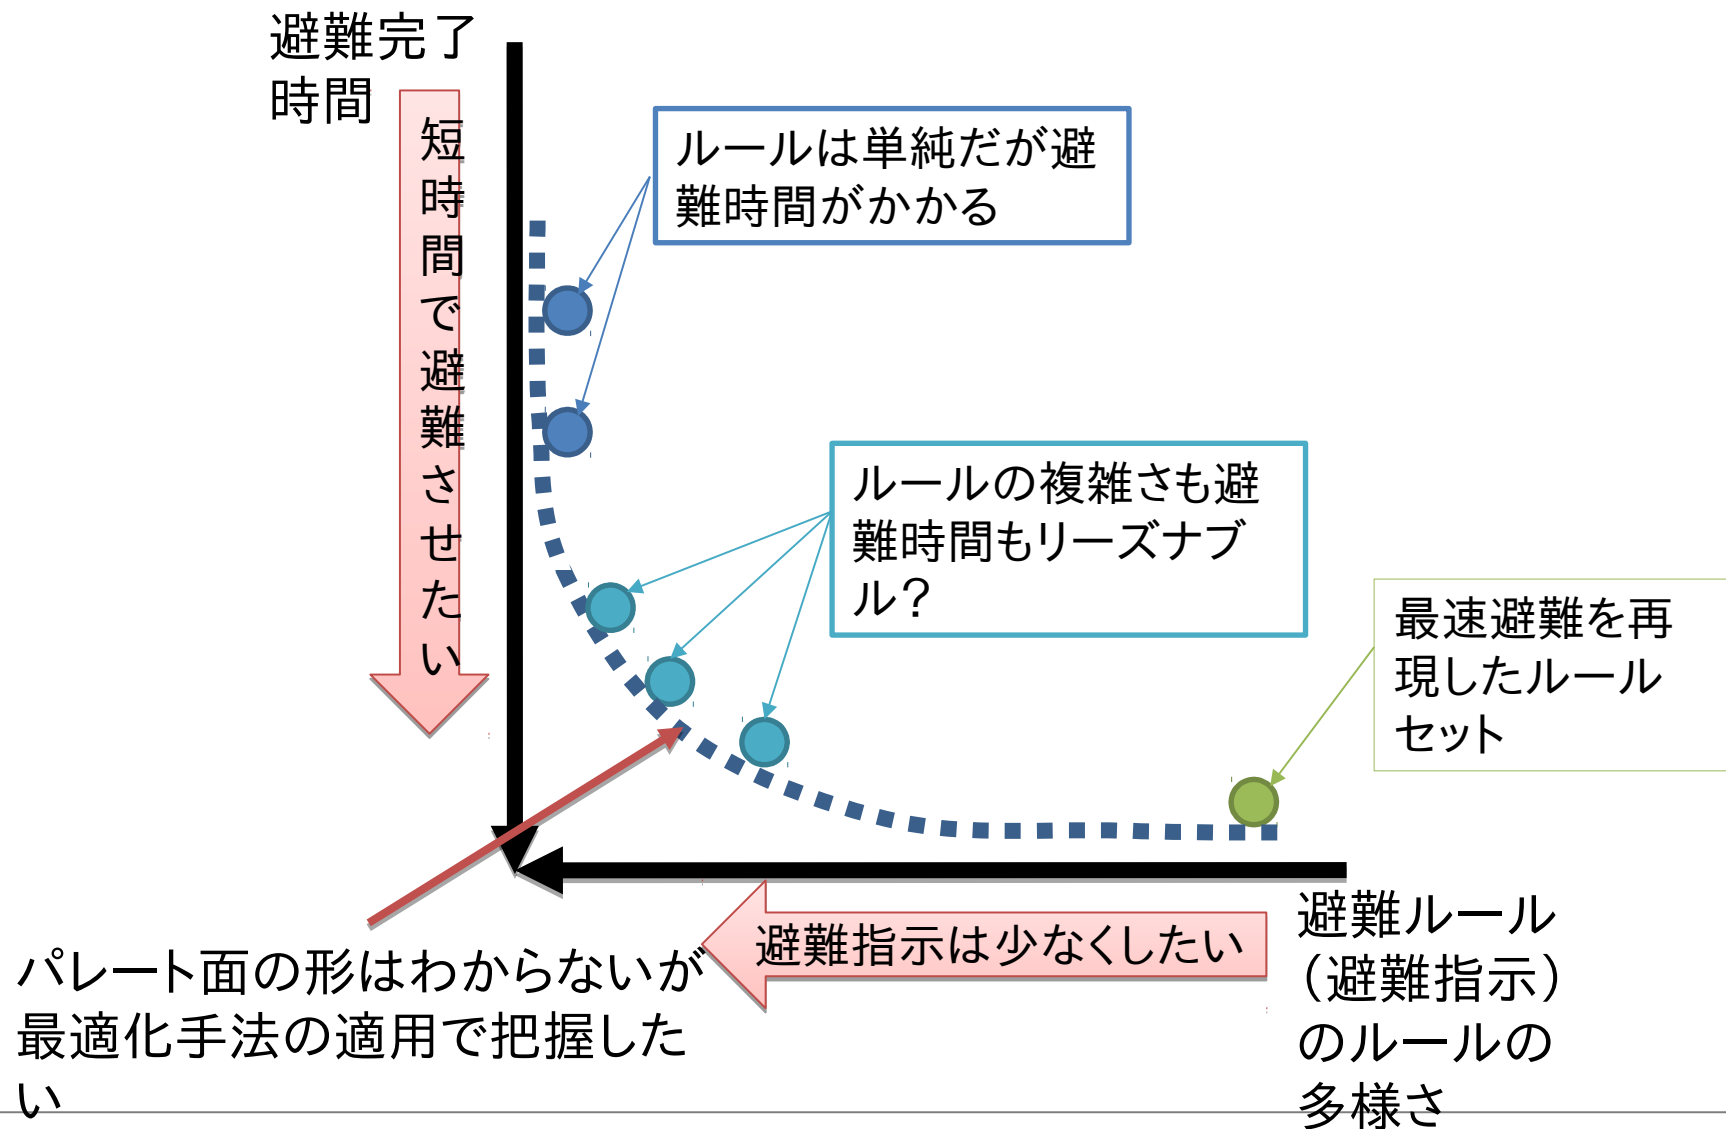 避難完了
時間
短時間で避難させたい
ルールは単純だが避
難時間がかかる
ルールの複雑さも避
難時間もリーズナブ
ル？
最速避難を再
現したルール
セット
避難指示は少なくしたい
避難ルール
（避難指示）
のルールの
多様さ
パレート面の形はわからないが
最適化手法の適用で把握した
い